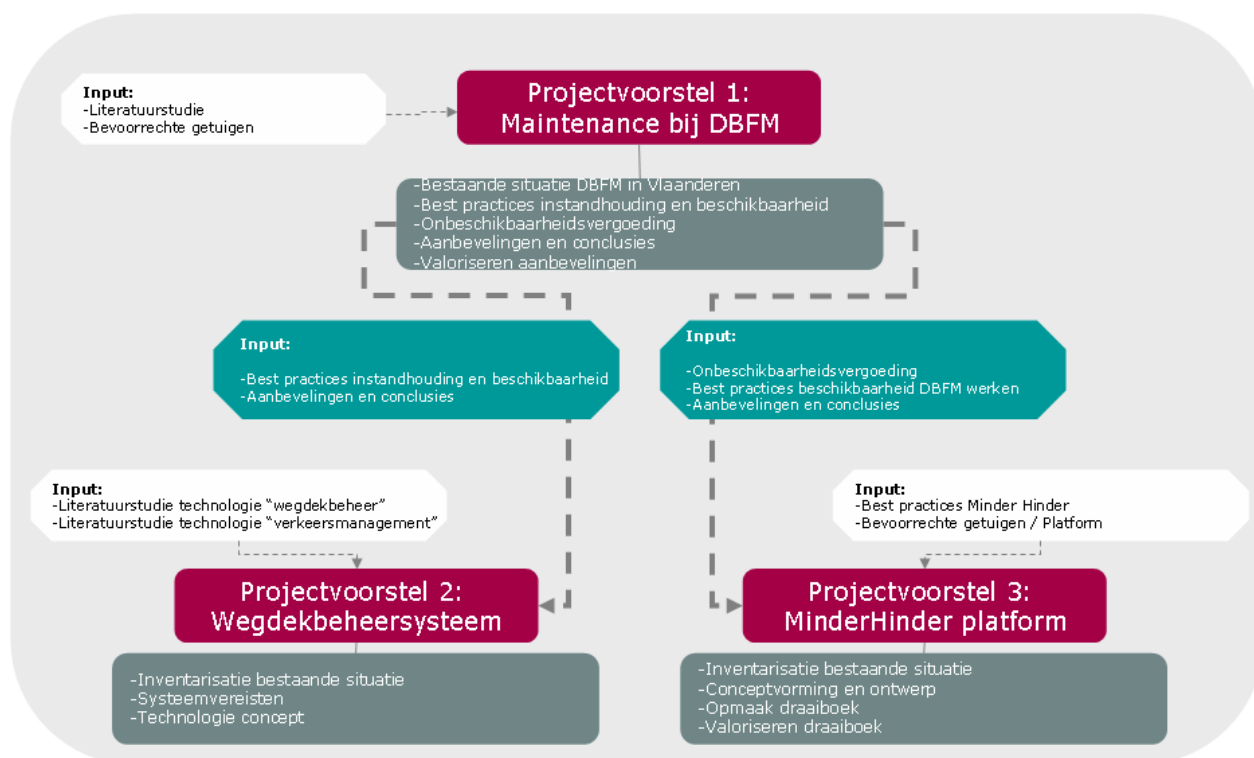 Input:
-Literatuurstudie
-Bevoorrechte getuigen
Projectvoorstel 1:
Maintenance bij DBFM
-Bestaande situatie DBFM in Vlaanderen
-Best practices instandhouding en beschikbaarheid
-Onbeschikbaarheidsvergoeding
-Aanbevelingen en conclusies
-Valoriseren aanbevelingen
Input:
-Best practices instandhouding en beschikbaarheid
-Aanbevelingen en conclusies
Input:
-Onbeschikbaarheidsvergoeding
-Best practices beschikbaarheid DBFM werken
-Aanbevelingen en conclusies
Input:
-Literatuurstudie technologie “wegdekbeheer”
-Literatuurstudie technologie “verkeersmanagement”
Input:
-Best practices Minder Hinder
-Bevoorrechte getuigen / Platform
Projectvoorstel 2:
Wegdekbeheersysteem
-Inventarisatie bestaande situatie
-Systeemvereisten
-Technologie concept
Projectvoorstel 3:
MinderHinder platform
-Inventarisatie bestaande situatie
-Conceptvorming en ontwerp
-Opmaak draaiboek
-Valoriseren draaiboek